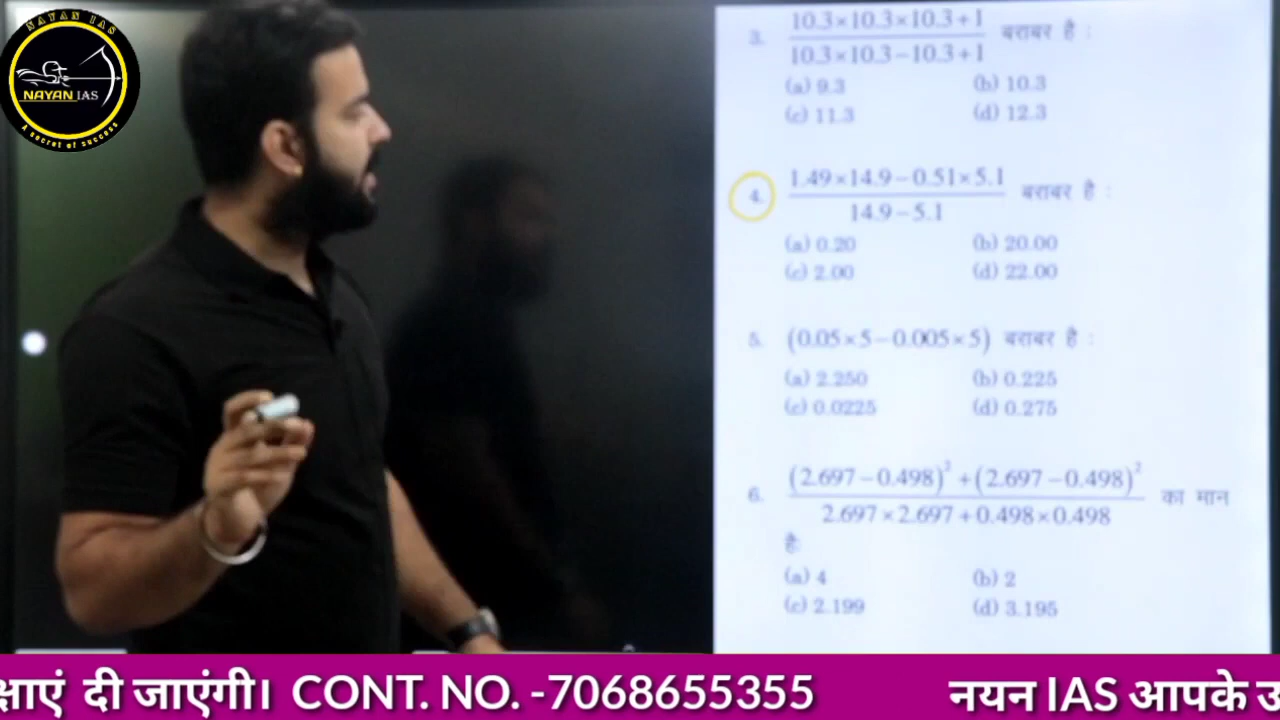 NAYAN IAS
NAYAN IAS
A secret of success
3. 10.3×10.3×10.3+1 / 10.3×10.3−10.3+1 बराबर है :
(a) 9.3 (b) 10.3
(c) 11.3 (d) 12.3
4. 1.49×14.9−0.51×5.1 / 14.9−5.1 बराबर है :
(a) 0.20 (b) 20.00
(c) 2.00 (d) 22.00
5. (0.05×5−0.005×5) बराबर है :
(a) 2.250 (b) 0.225
(c) 0.0225 (d) 0.275
6. (2.697−0.498)² +(2.697−0.498)² / 2.697×2.697+0.498×0.498 का मान
है:
(a) 4 (b) 2
(c) 2.199 (d) 3.195
क्षाएं दी जाएंगी। CONT. NO. -7068655355 नयन IAS आपके उ